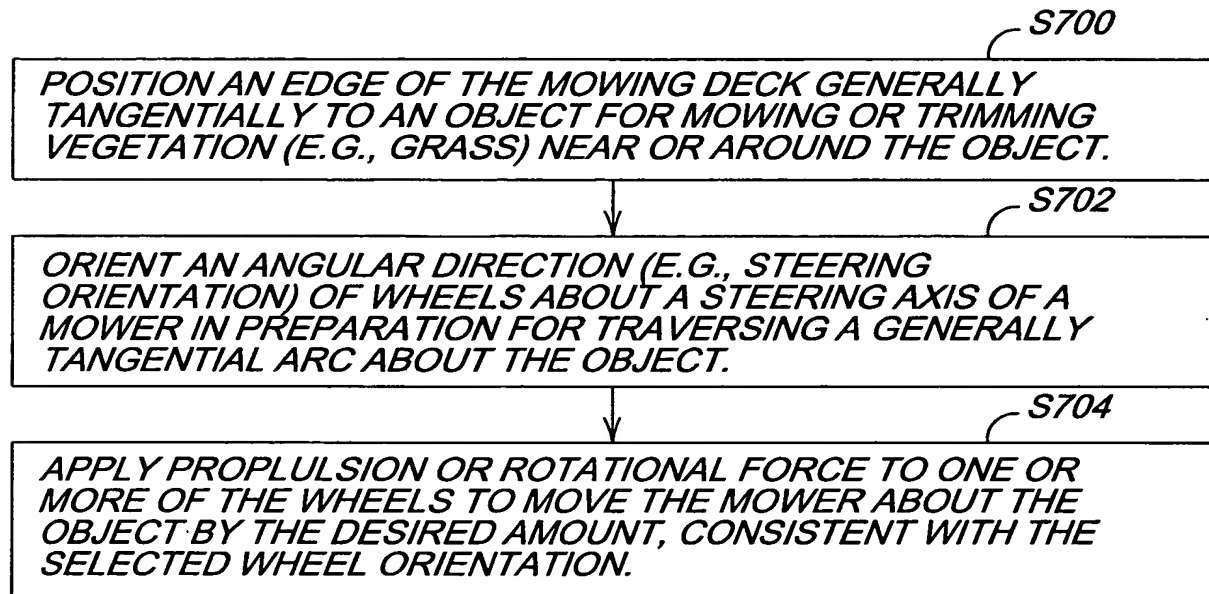 S700
POSITION AN EDGE OF THE MOWING DECK GENERALLY
TANGENTIALLY TO AN OBJECT FOR MOWING OR TRIMMING
VEGETATION (E.G., GRASS) NEAR OR AROUND THE OBJECT.
S702
ORIENT AN ANGULAR DIRECTION (E.G., STEERING
ORIENTATION) OF WHEELS ABOUT A STEERING AXIS OF A
MOWER IN PREPARATION FOR TRAVERSING A GENERALLY
TANGENTIAL ARC ABOUT THE OBJECT.
S704
APPLY PROPLULSION OR ROTATIONAL FORCE TO ONE OR
MORE OF THE WHEELS TO MOVE THE MOWER ABOUT THE
OBJECT BY THE DESIRED AMOUNT, CONSISTENT WITH THE
SELECTED WHEEL ORIENTATION.